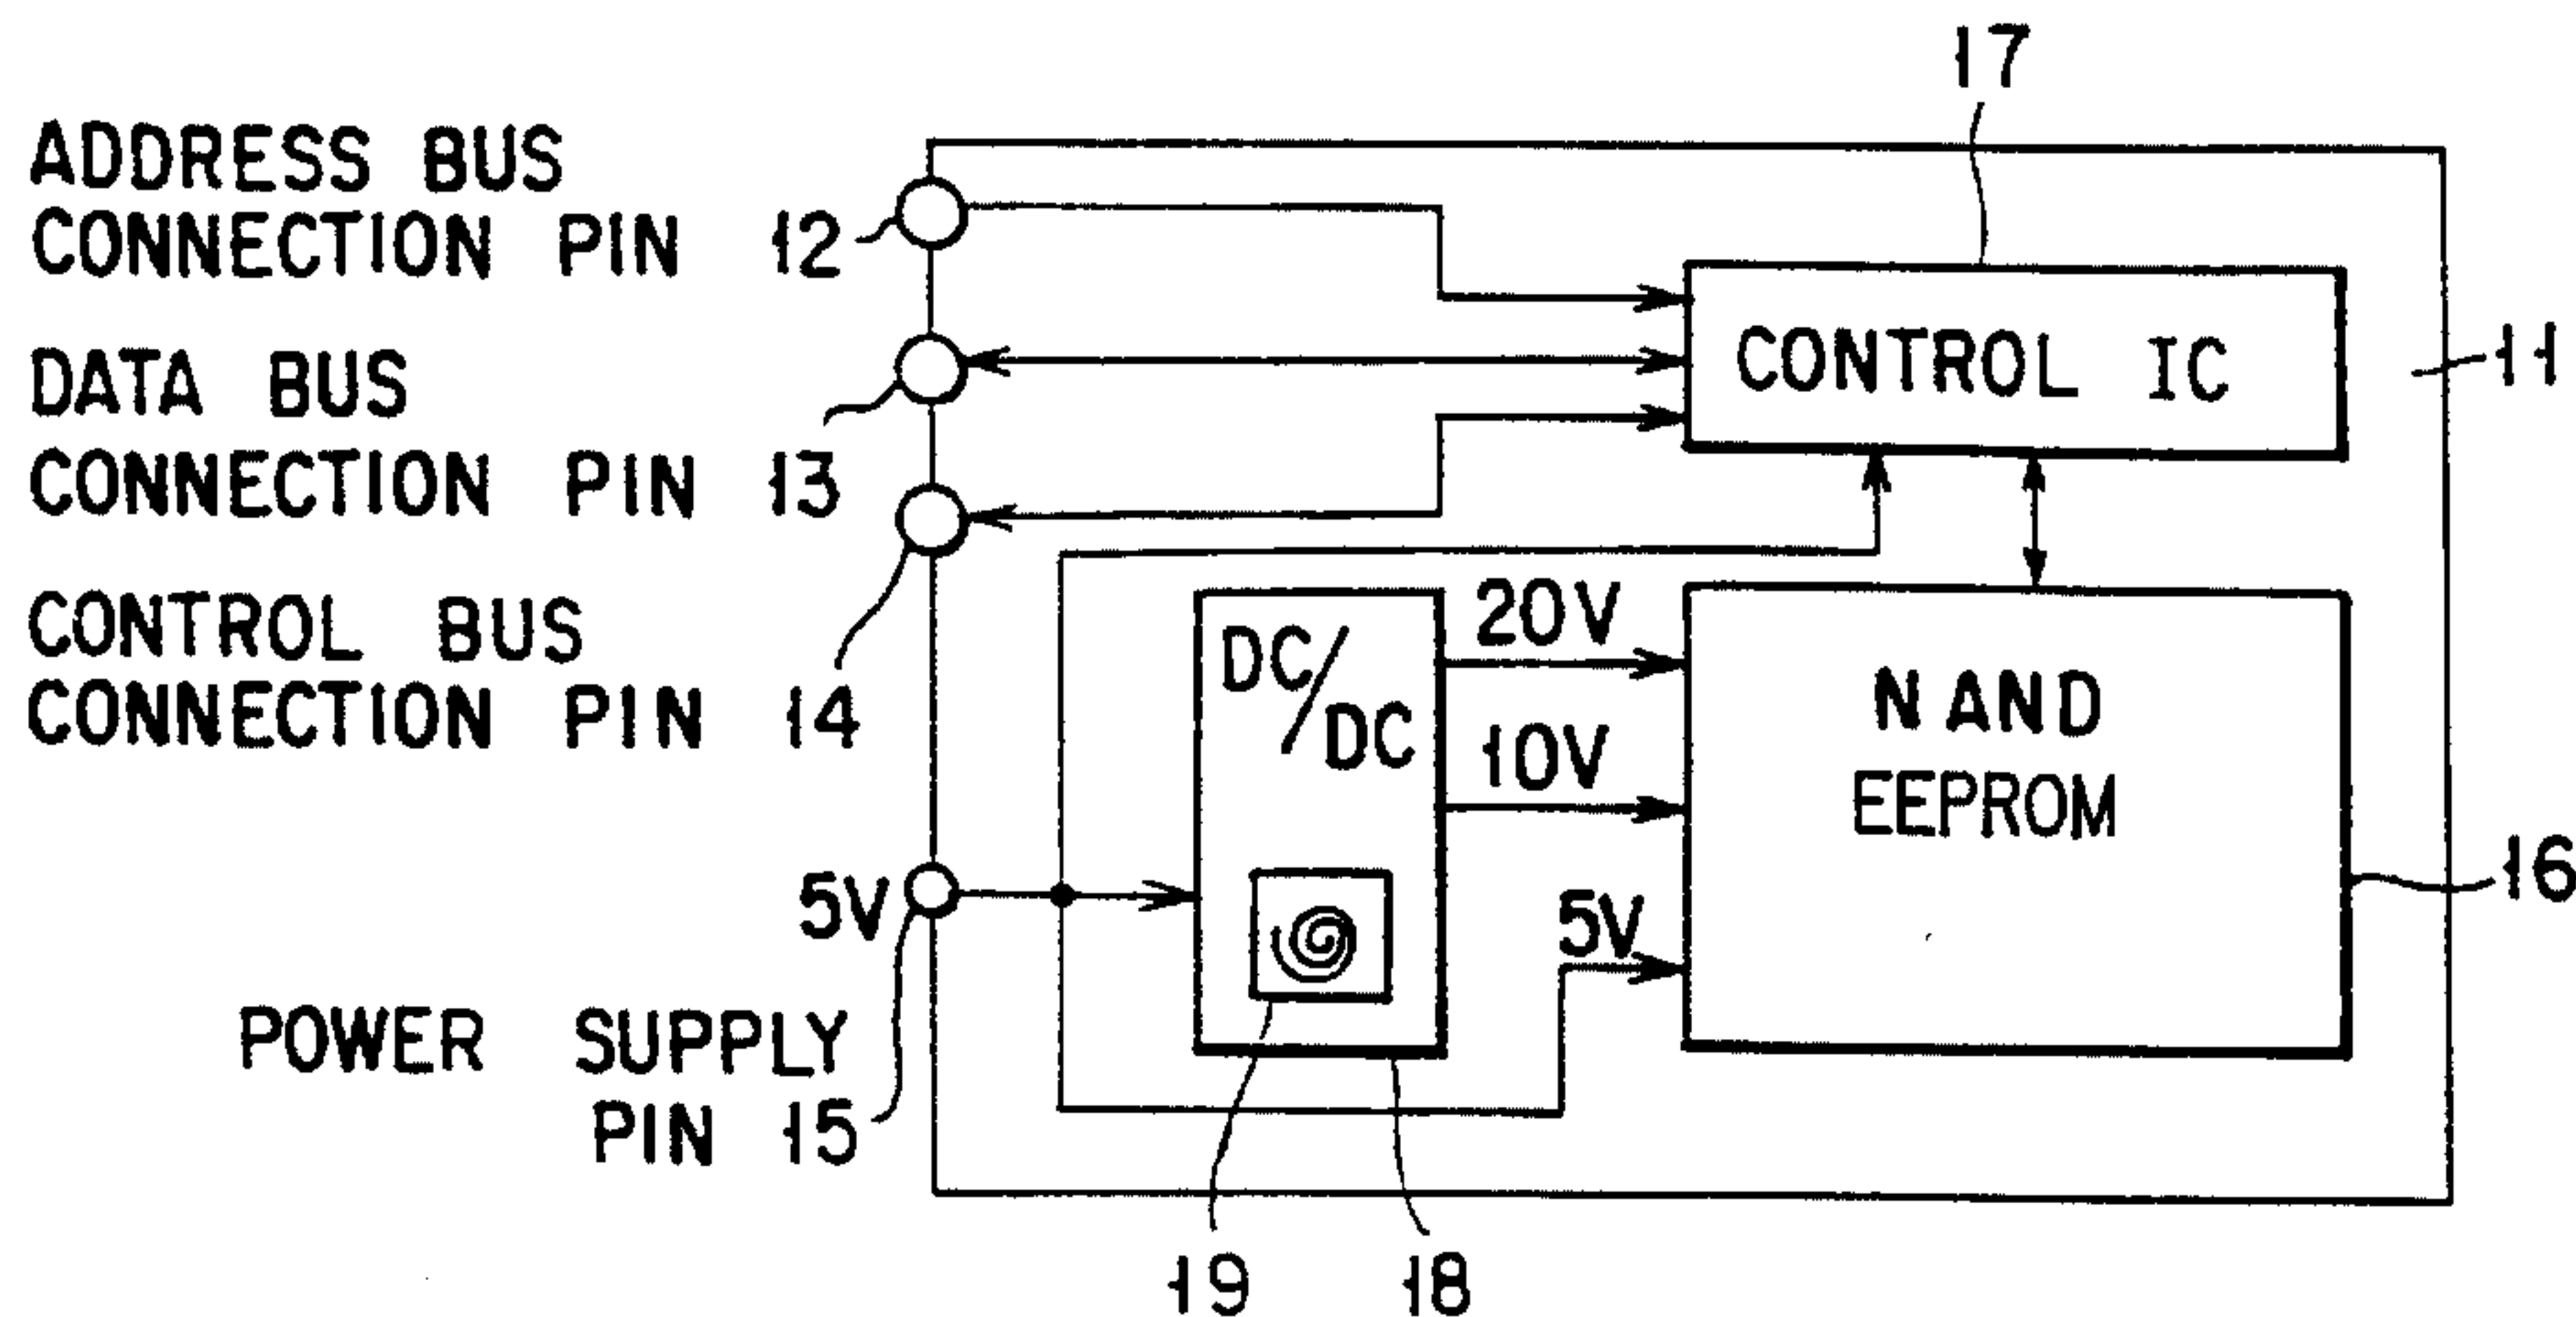 17
ADDRESS BUS
CONNECTION PIN 12
DATA BUS
CONNECTION PIN 13
CONTROL BUS
CONNECTION PIN 14
5V
POWER SUPPLY
PIN 15
CONTROL IC
11
DC/DC
20V
10V
5V
NAND
EEPROM
16
19
18